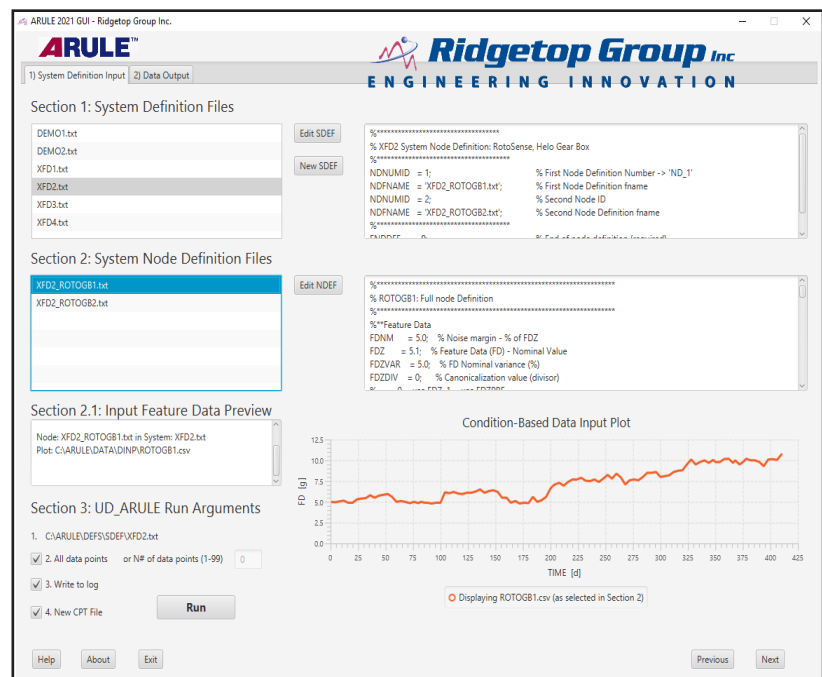 ARULE 2021 GUI - Ridgetop Group Inc.
ARULE™
Ridgetop Group Inc
ENGINEERING INNOVATION
1) System Definition Input
2) Data Output
Section 1: System Definition Files
DEMO1.txt
DEMO2.txt
XFD1.txt
XFD2.txt
XFD3.txt
XFD4.txt
Edit SDEF
New SDEF
%**********************************
% XFD2 System Node Definition: RotoSense, Helo Gear Box
%*************************************
NDNUMID = 1; % First Node Definition Number -> 'ND_1'
NDFNAME = 'XFD2_ROTOGB1.txt'; % First Node Definition fname
NDNUMID = 2; % Second Node ID
NDFNAME = 'XFD2_ROTOGB2.txt'; % Second Node Definition fname
%*************************************
Section 2: System Node Definition Files
XFD2_ROTOGB1.txt
XFD2_ROTOGB2.txt
Edit NDEF
%******************************************************************
% ROTOGB1: Full node Definition
%******************************************************************
%**Feature Data
FDNM = 5.0; % Noise margin - % of FDZ
FDZ = 5.1; % Feature Data (FD) - Nominal Value
FDZVAR = 5.0; % FD Nominal variance (%)
FDZDIV = 0; % Canonicalization value (divisor)
Section 2.1: Input Feature Data Preview
Node: XFD2_ROTOGB1.txt in System: XFD2.txt
Plot: C:\ARULE\DATA\DINP\ROTOGB1.csv
Section 3: UD_ARULE Run Arguments
1. C:\ARULE\DEFS\SDEF\XFD2.txt
2. All data points or N# of data points (1-99) 0
3. Write to log
4. New CPT File
Run
Condition-Based Data Input Plot
FD [g]
12.5
10.0
7.5
5.0
2.5
0.0
0 25 50 75 100 125 150 175 200 225 250 275 300 325 350 375 400 425
TIME [d]
Displaying ROTOGB1.csv (as selected in Section 2)
Help
About
Exit
Previous
Next